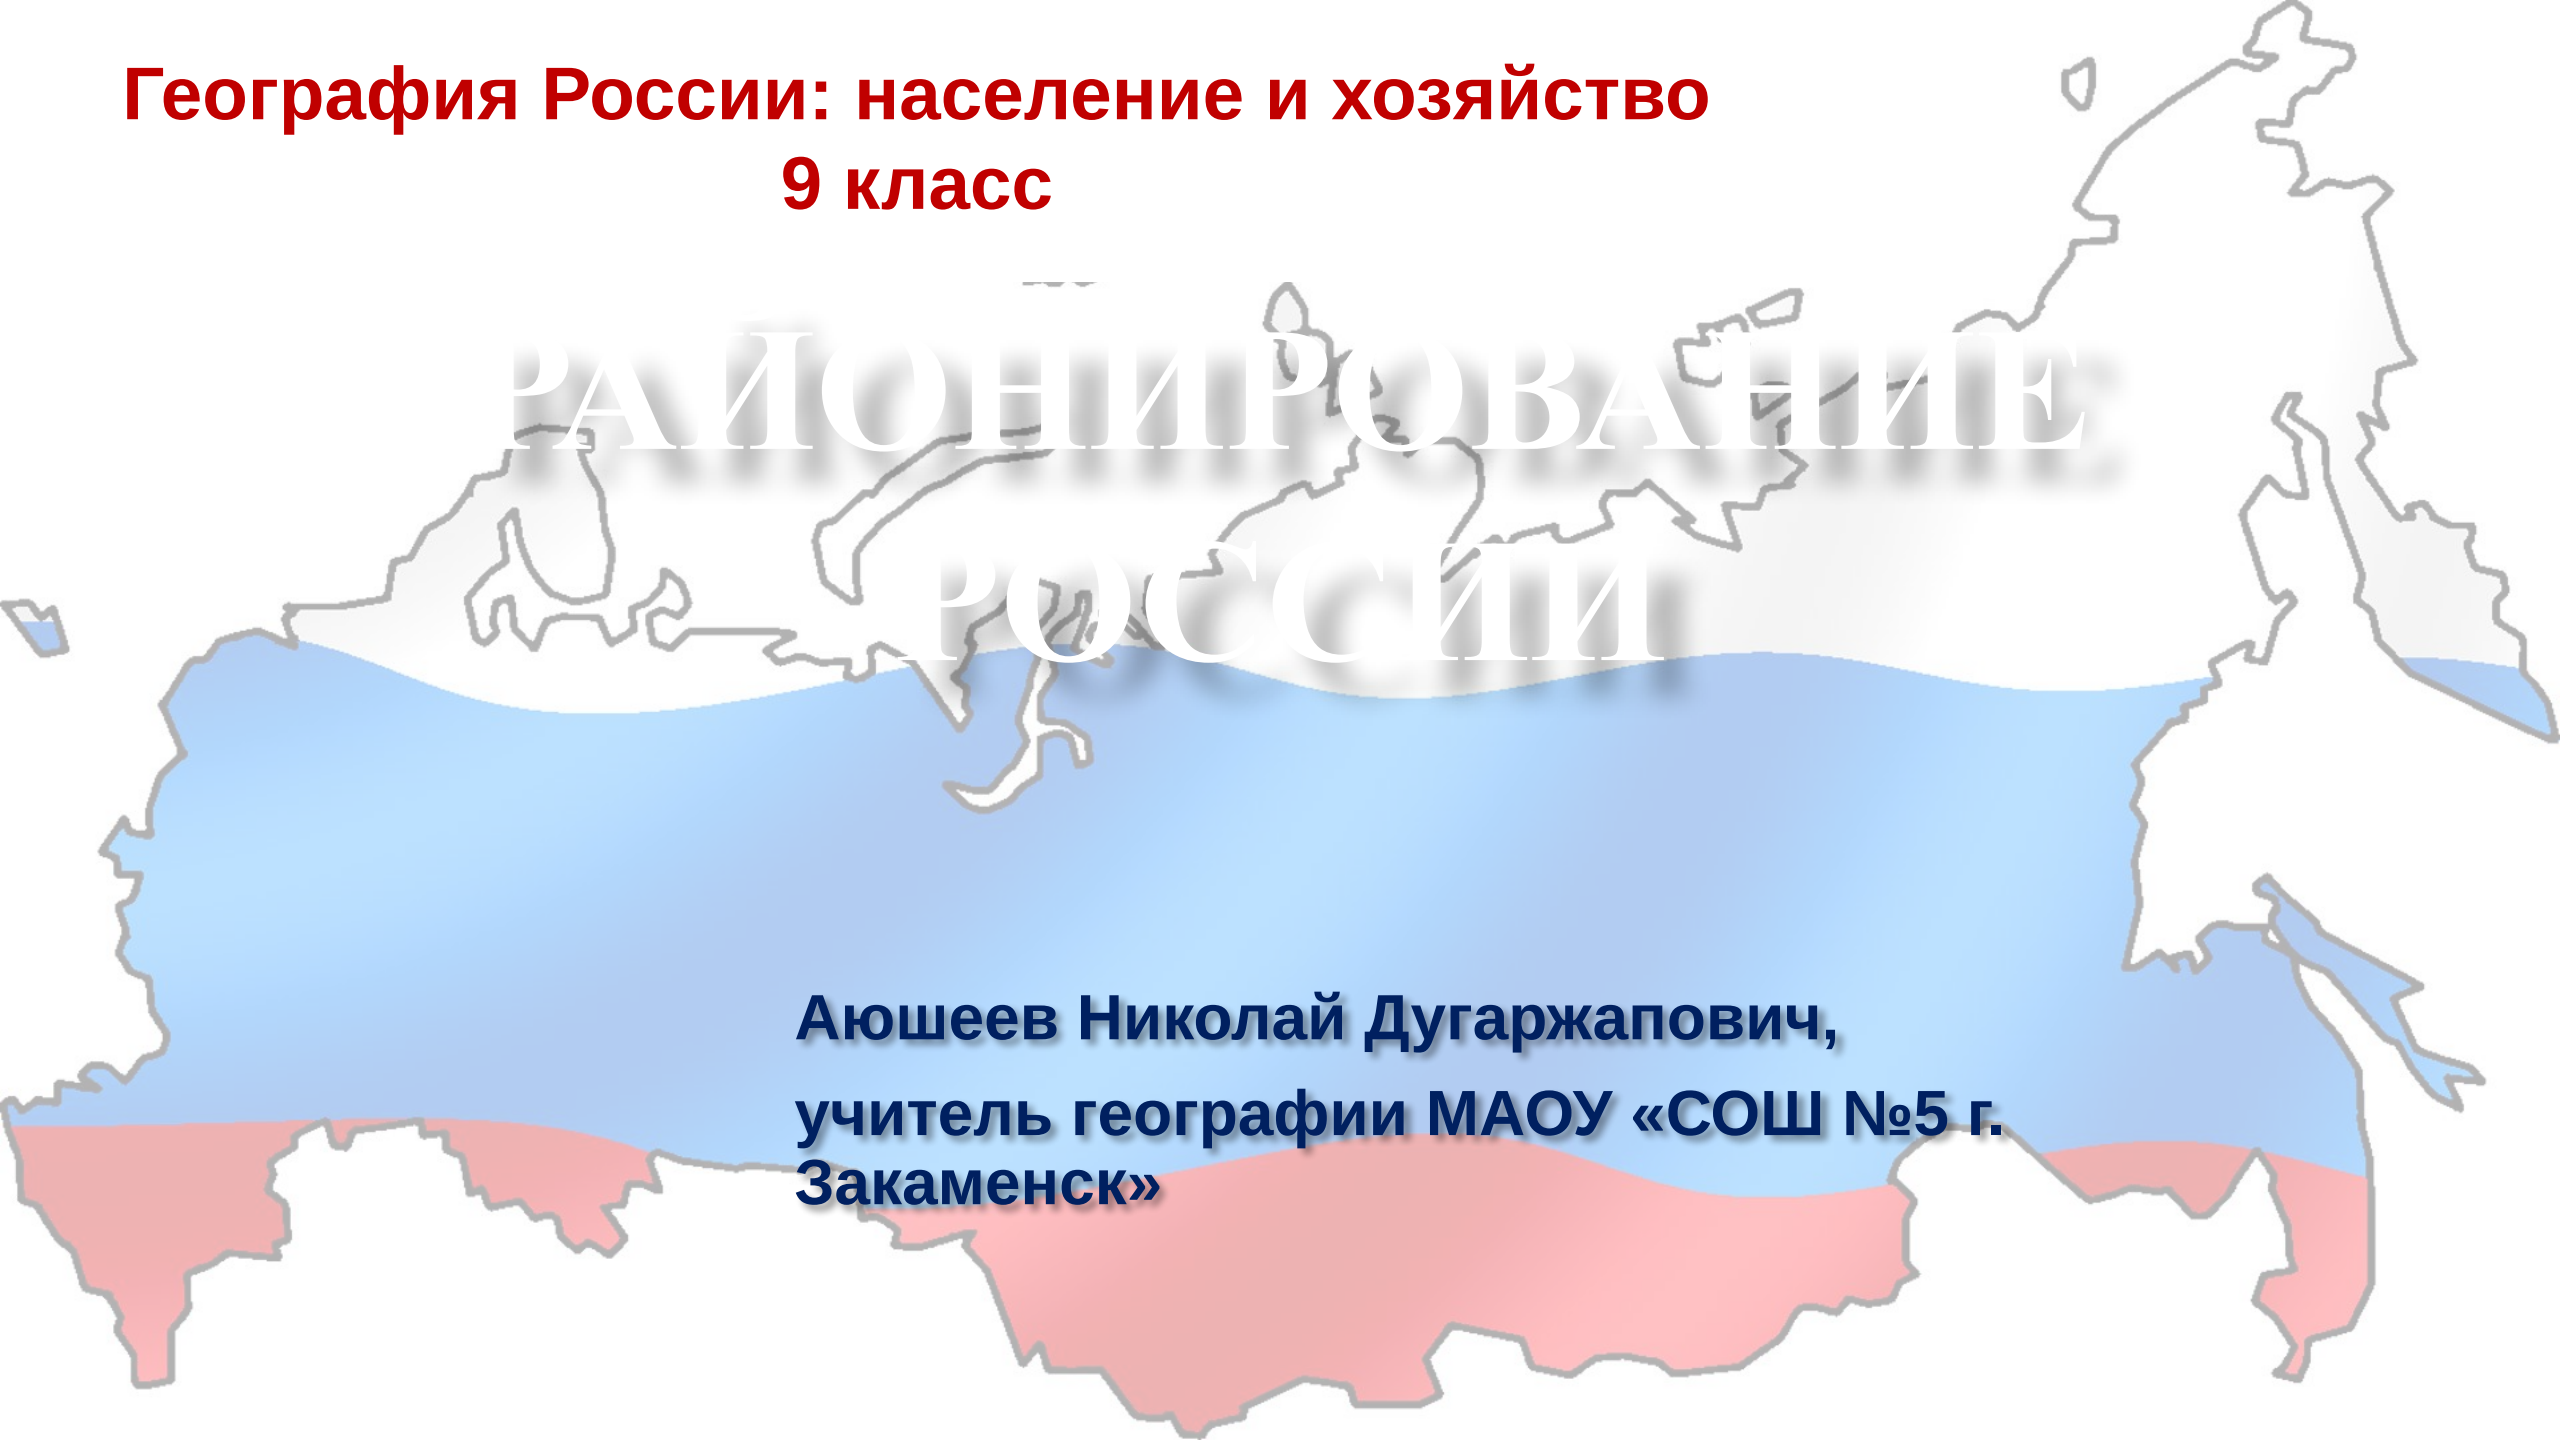 География России: население и хозяйство
9 класс
РАЙОНИРОВАНИЕ
РОССИИ
Аюшеев Николай Дугаржапович,
учитель географии МАОУ «СОШ №5 г.
Закаменск»